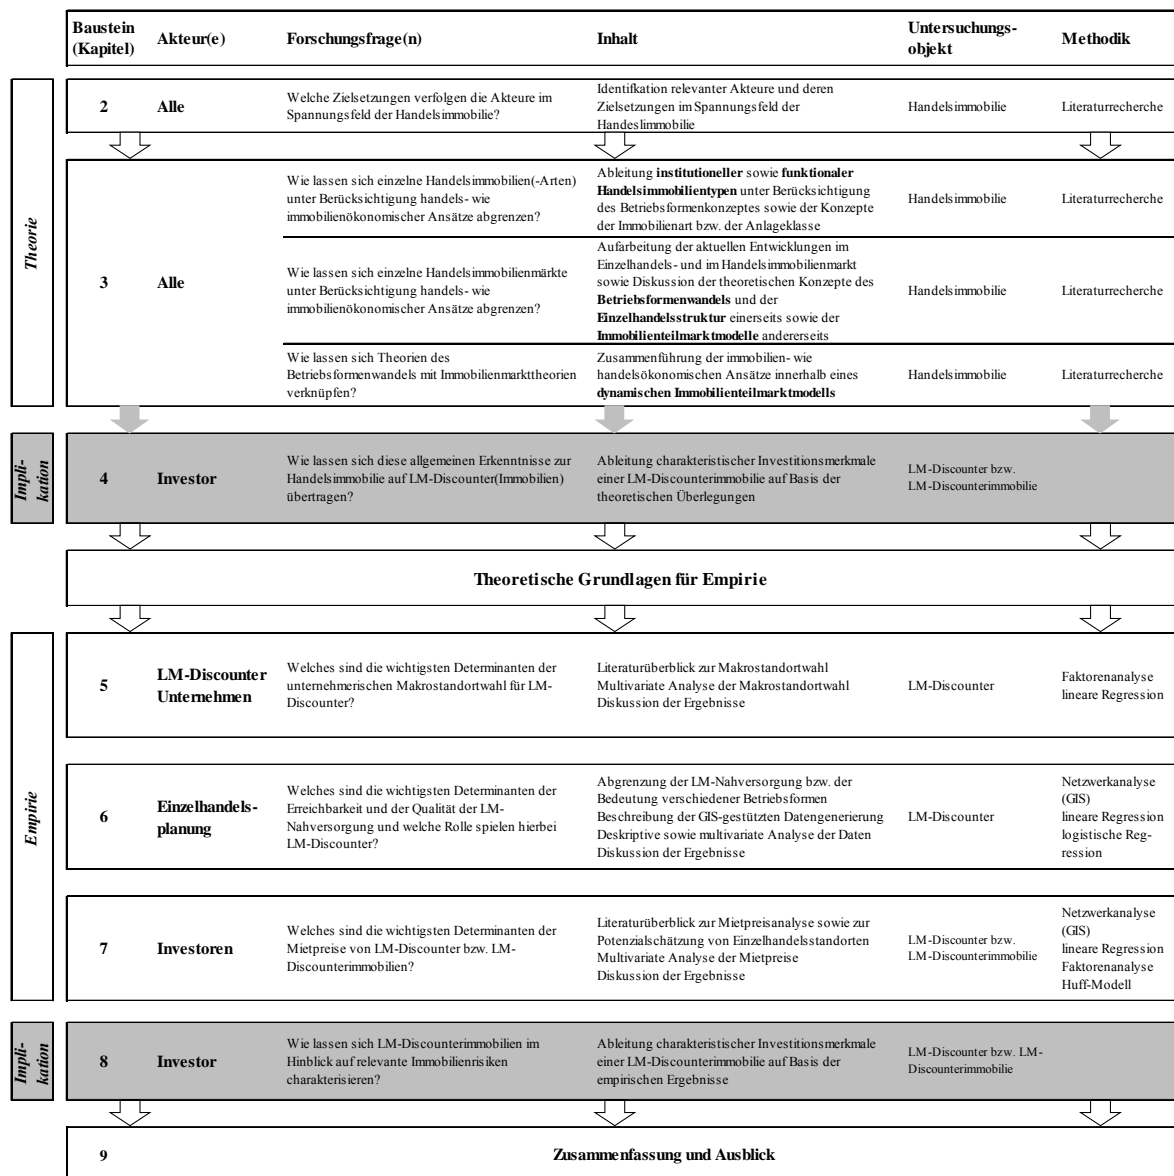 Baustein
(Kapitel)
Akteur(e)
Forschungsfrage(n)
Inhalt
Untersuchungs-
objekt
Methodik
Theorie
2
Alle
Welche Zielsetzungen verfolgen die Akteure im
Spannungsfeld der Handelsimmobilie?
Identifkation relevanter Akteure und deren
Zielsetzungen im Spannungsfeld der
Handeslimmobilie
Handelsimmobilie
Literaturrecherche
3
Alle
Wie lassen sich einzelne Handelsimmobilien(-Arten)
unter Berücksichtigung handels- wie
immobilienökonomischer Ansätze abgrenzen?
Ableitung institutioneller sowie funktionaler
Handelsimmobilientypen unter Berücksichtigung
des Betriebsformenkonzeptes sowie der Konzepte
der Immobilienart bzw. der Anlageklasse
Handelsimmobilie
Literaturrecherche
Wie lassen sich einzelne Handelsimmobilienmärkte
unter Berücksichtigung handels- wie
immobilienökonomischer Ansätze abgrenzen?
Aufarbeitung der aktuellen Entwicklungen im
Einzelhandels- und im Handelsimmobilienmarkt
sowie Diskussion der theoretischen Konzepte des
Betriebsformenwandels und der
Einzelhandelsstruktur einerseits sowie der
Immobilienteilmarktmodelle andererseits
Handelsimmobilie
Literaturrecherche
Wie lassen sich Theorien des
Betriebsformenwandels mit Immobilienmarkttheorien
verknüpfen?
Zusammenführung der immobilien- wie
handelsökonomischen Ansätze innerhalb eines
dynamischen Immobilienteilmarktmodells
Handelsimmobilie
Literaturrecherche
Impli-
kation
4
Investor
Wie lassen sich diese allgemeinen Erkenntnisse zur
Handelsimmobilie auf LM-Discounter(Immobilien)
übertragen?
Ableitung charakteristischer Investitionsmerkmale
einer LM-Discounterimmobilie auf Basis der
theoretischen Überlegungen
LM-Discounter bzw.
LM-Discounterimmobilie
Theoretische Grundlagen für Empirie
Empirie
5
LM-Discounter
Unternehmen
Welches sind die wichtigsten Determinanten der
unternehmerischen Makrostandortwahl für LM-
Discounter?
Literaturüberblick zur Makrostandortwahl
Multivariate Analyse der Makrostandortwahl
Diskussion der Ergebnisse
LM-Discounter
Faktorenanalyse
lineare Regression
6
Einzelhandels-
planung
Welches sind die wichtigsten Determinanten der
Erreichbarkeit und der Qualität der LM-
Nahversorgung und welche Rolle spielen hierbei
LM-Discounter?
Abgrenzung der LM-Nahversorgung bzw. der
Bedeutung verschiedener Betriebsformen
Beschreibung der GIS-gestützten Datengenerierung
Deskriptive sowie multivariate Analyse der Daten
Diskussion der Ergebnisse
LM-Discounter
Netzwerkanalyse
(GIS)
lineare Regression
logistische Reg-
ression
7
Investoren
Welches sind die wichtigsten Determinanten der
Mietpreise von LM-Discounter bzw. LM-
Discounterimmobilien?
Literaturüberblick zur Mietpreisanalyse sowie zur
Potenzialschätzung von Einzelhandelsstandorten
Multivariate Analyse der Mietpreise
Diskussion der Ergebnisse
LM-Discounter bzw.
LM-Discounterimmobilie
Netzwerkanalyse
(GIS)
lineare Regression
Faktorenanalyse
Huff-Modell
Impli-
kation
8
Investor
Wie lassen sich LM-Discounterimmobilien im
Hinblick auf relevante Immobilienrisiken
charakterisieren?
Ableitung charakteristischer Investitionsmerkmale
einer LM-Discounterimmobilie auf Basis der
empirischen Ergebnisse
LM-Discounter bzw. LM-
Discounterimmobilie
9
Zusammenfassung und Ausblick